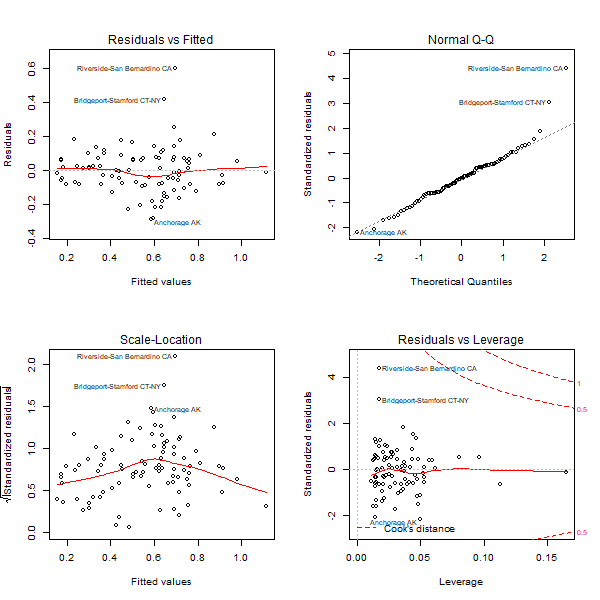 Residuals vs Fitted
Residuals
0.6
0.4
0.2
0.0
-0.2
-0.4
Riverside-San Bernardino CA
Bridgeport-Stamford CT-NY
Anchorage AK
0.2 0.4 0.6 0.8 1.0
Fitted values
Normal Q-Q
Standardized residuals
5
4
3
2
1
0
-1
-2
Riverside-San Bernardino CA
Bridgeport-Stamford CT-NY
Anchorage AK
-2 -1 0 1 2
Theoretical Quantiles
Scale-Location
√|Standardized residuals|
2.0
1.5
1.0
0.5
0.0
Riverside-San Bernardino CA
Bridgeport-Stamford CT-NY
Anchorage AK
0.2 0.4 0.6 0.8 1.0
Fitted values
Residuals vs Leverage
Standardized residuals
4
2
0
-2
Riverside-San Bernardino CA
Bridgeport-Stamford CT-NY
Anchorage AK
Cook's distance
1
0.5
0.5
0.00 0.05 0.10 0.15
Leverage